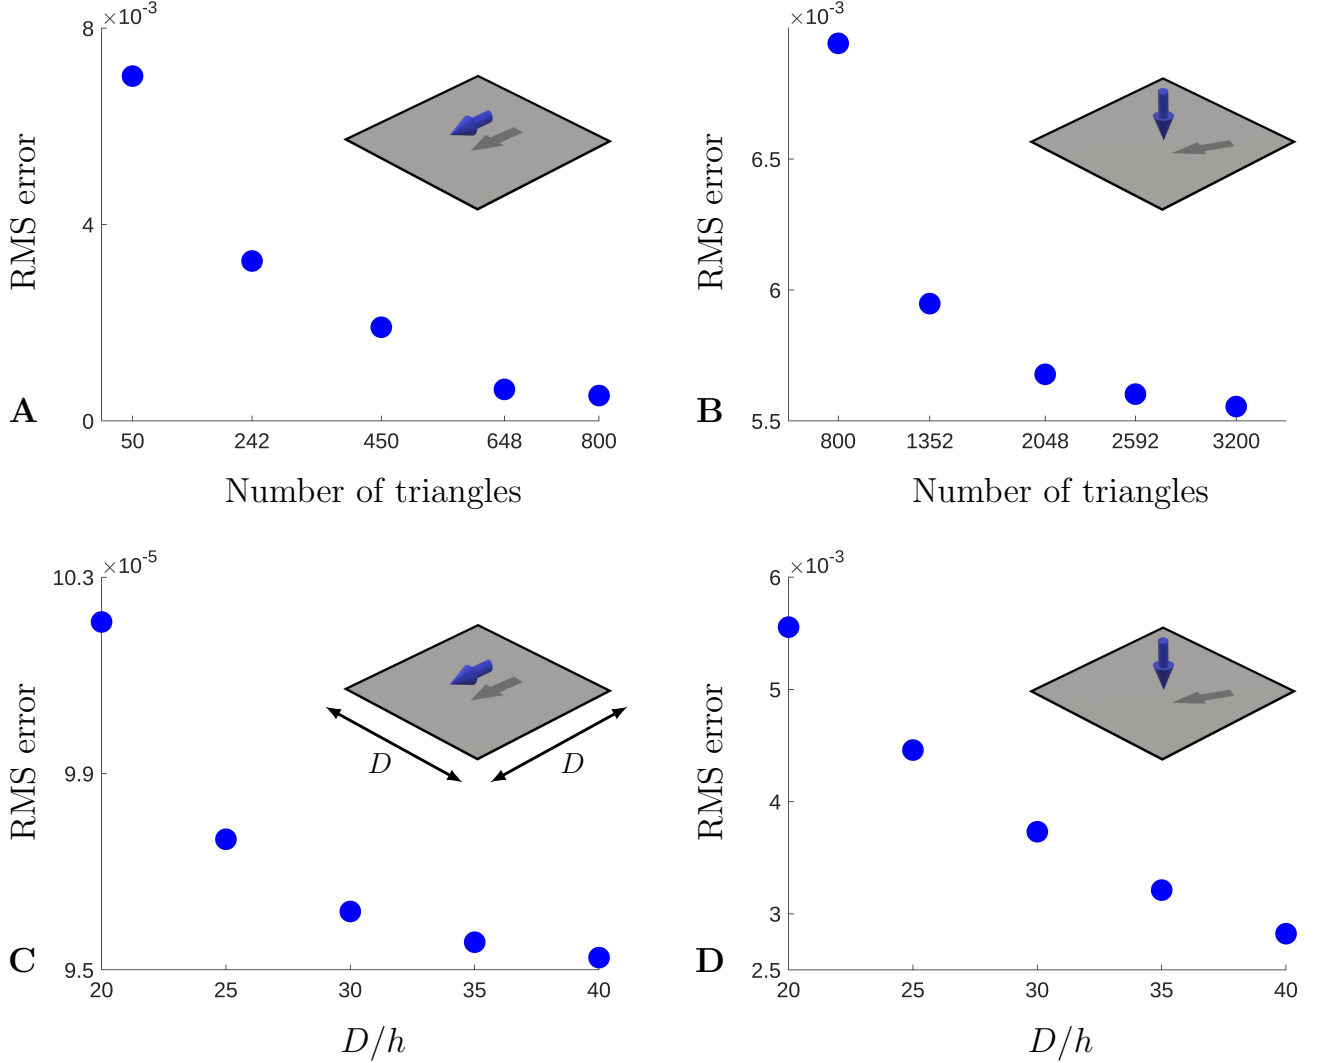 ×10-3
8
4
0
RMS error
50 242 450 648 800
Number of triangles
A
×10-3
6.5
6
5.5
RMS error
800 1352 2048 2592 3200
Number of triangles
B
×10-5
10.3
9.9
9.5
RMS error
D D
20 25 30 35 40
D/h
C
×10-3
6
5
4
3
2.5
RMS error
20 25 30 35 40
D/h
D